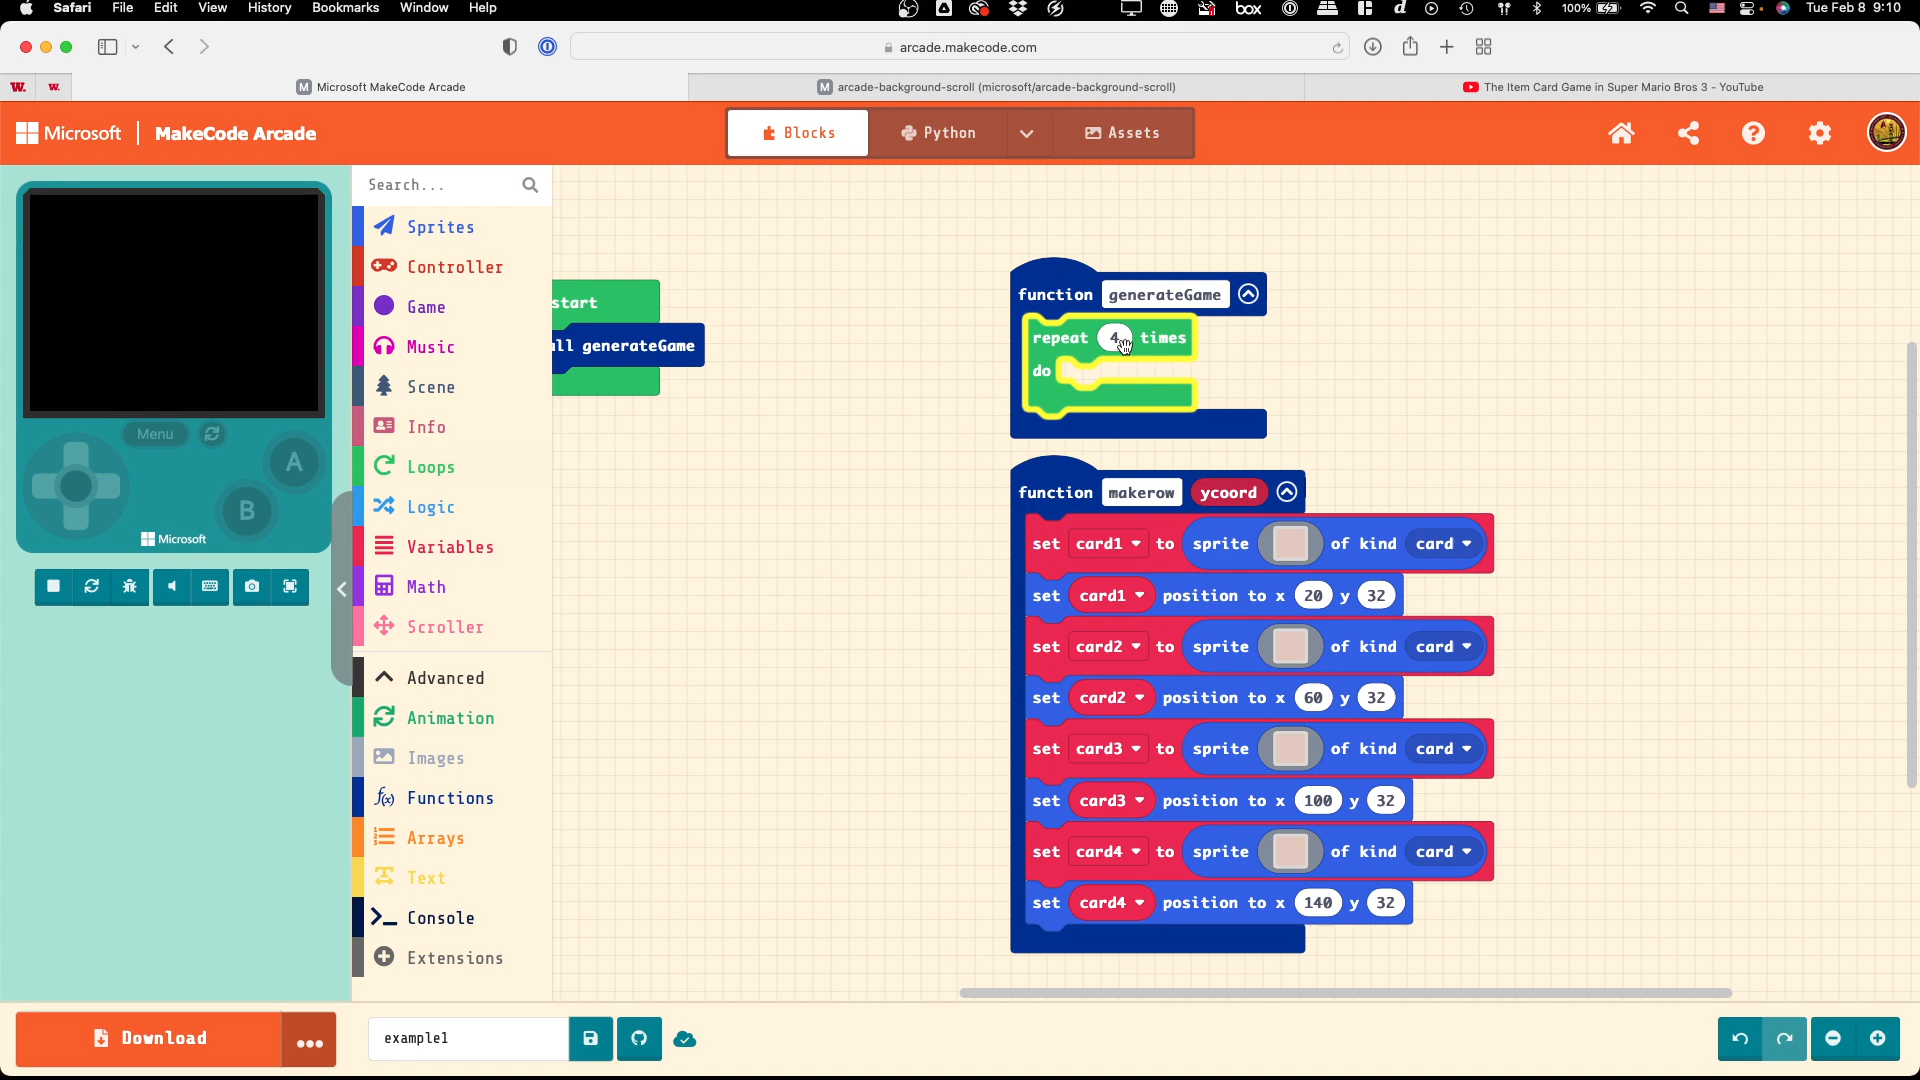 Safari File Edit View History Bookmarks Window Help box 100% Tue Feb 8 9:10
arcade.makecode.com
W. W. M Microsoft MakeCode Arcade M arcade-background-scroll (microsoft/arcade-background-scroll) The Item Card Game in Super Mario Bros 3 - YouTube
Microsoft MakeCode Arcade Blocks Python Assets
Menu
A
B
Microsoft
Search...
Sprites
Controller
Game
Music
Scene
Info
Loops
Logic
Variables
Math
Scroller
Advanced
Animation
Images
Functions
Arrays
Text
Console
Extensions
start
ll generateGame
function generateGame
repeat 4 times
do
function makerow ycoord
set card1 to sprite of kind card
set card1 position to x 20 y 32
set card2 to sprite of kind card
set card2 position to x 60 y 32
set card3 to sprite of kind card
set card3 position to x 100 y 32
set card4 to sprite of kind card
set card4 position to x 140 y 32
Download ... example1